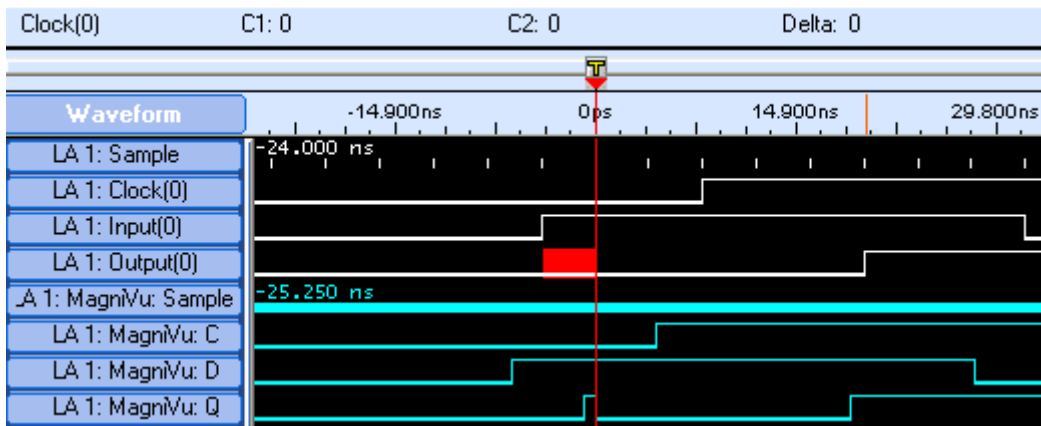 Clock(0) C1: 0 C2: 0 Delta: 0
T
Waveform -14.900ns 0ps 14.900ns 29.800ns
LA 1: Sample -24.000 ns
LA 1: Clock(0)
LA 1: Input(0)
LA 1: Output(0)
LA 1: MagniVu: Sample -25.250 ns
LA 1: MagniVu: C
LA 1: MagniVu: D
LA 1: MagniVu: Q